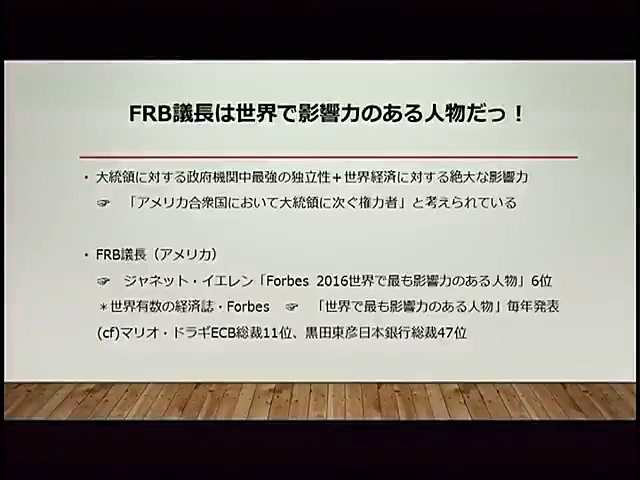 FRB議長は世界で影響力のある人物だっ！
・大統領に対する政府機関中最強の独立性＋世界経済に対する絶大な影響力
☞ 「アメリカ合衆国において大統領に次ぐ権力者」と考えられている
・FRB議長（アメリカ）
☞ ジャネット・イエレン「Forbes 2016世界で最も影響力のある人物」6位
＊世界有数の経済誌・Forbes ☞ 「世界で最も影響力のある人物」毎年発表
(cf)マリオ・ドラギECB総裁11位、黒田東彦日本銀行総裁47位